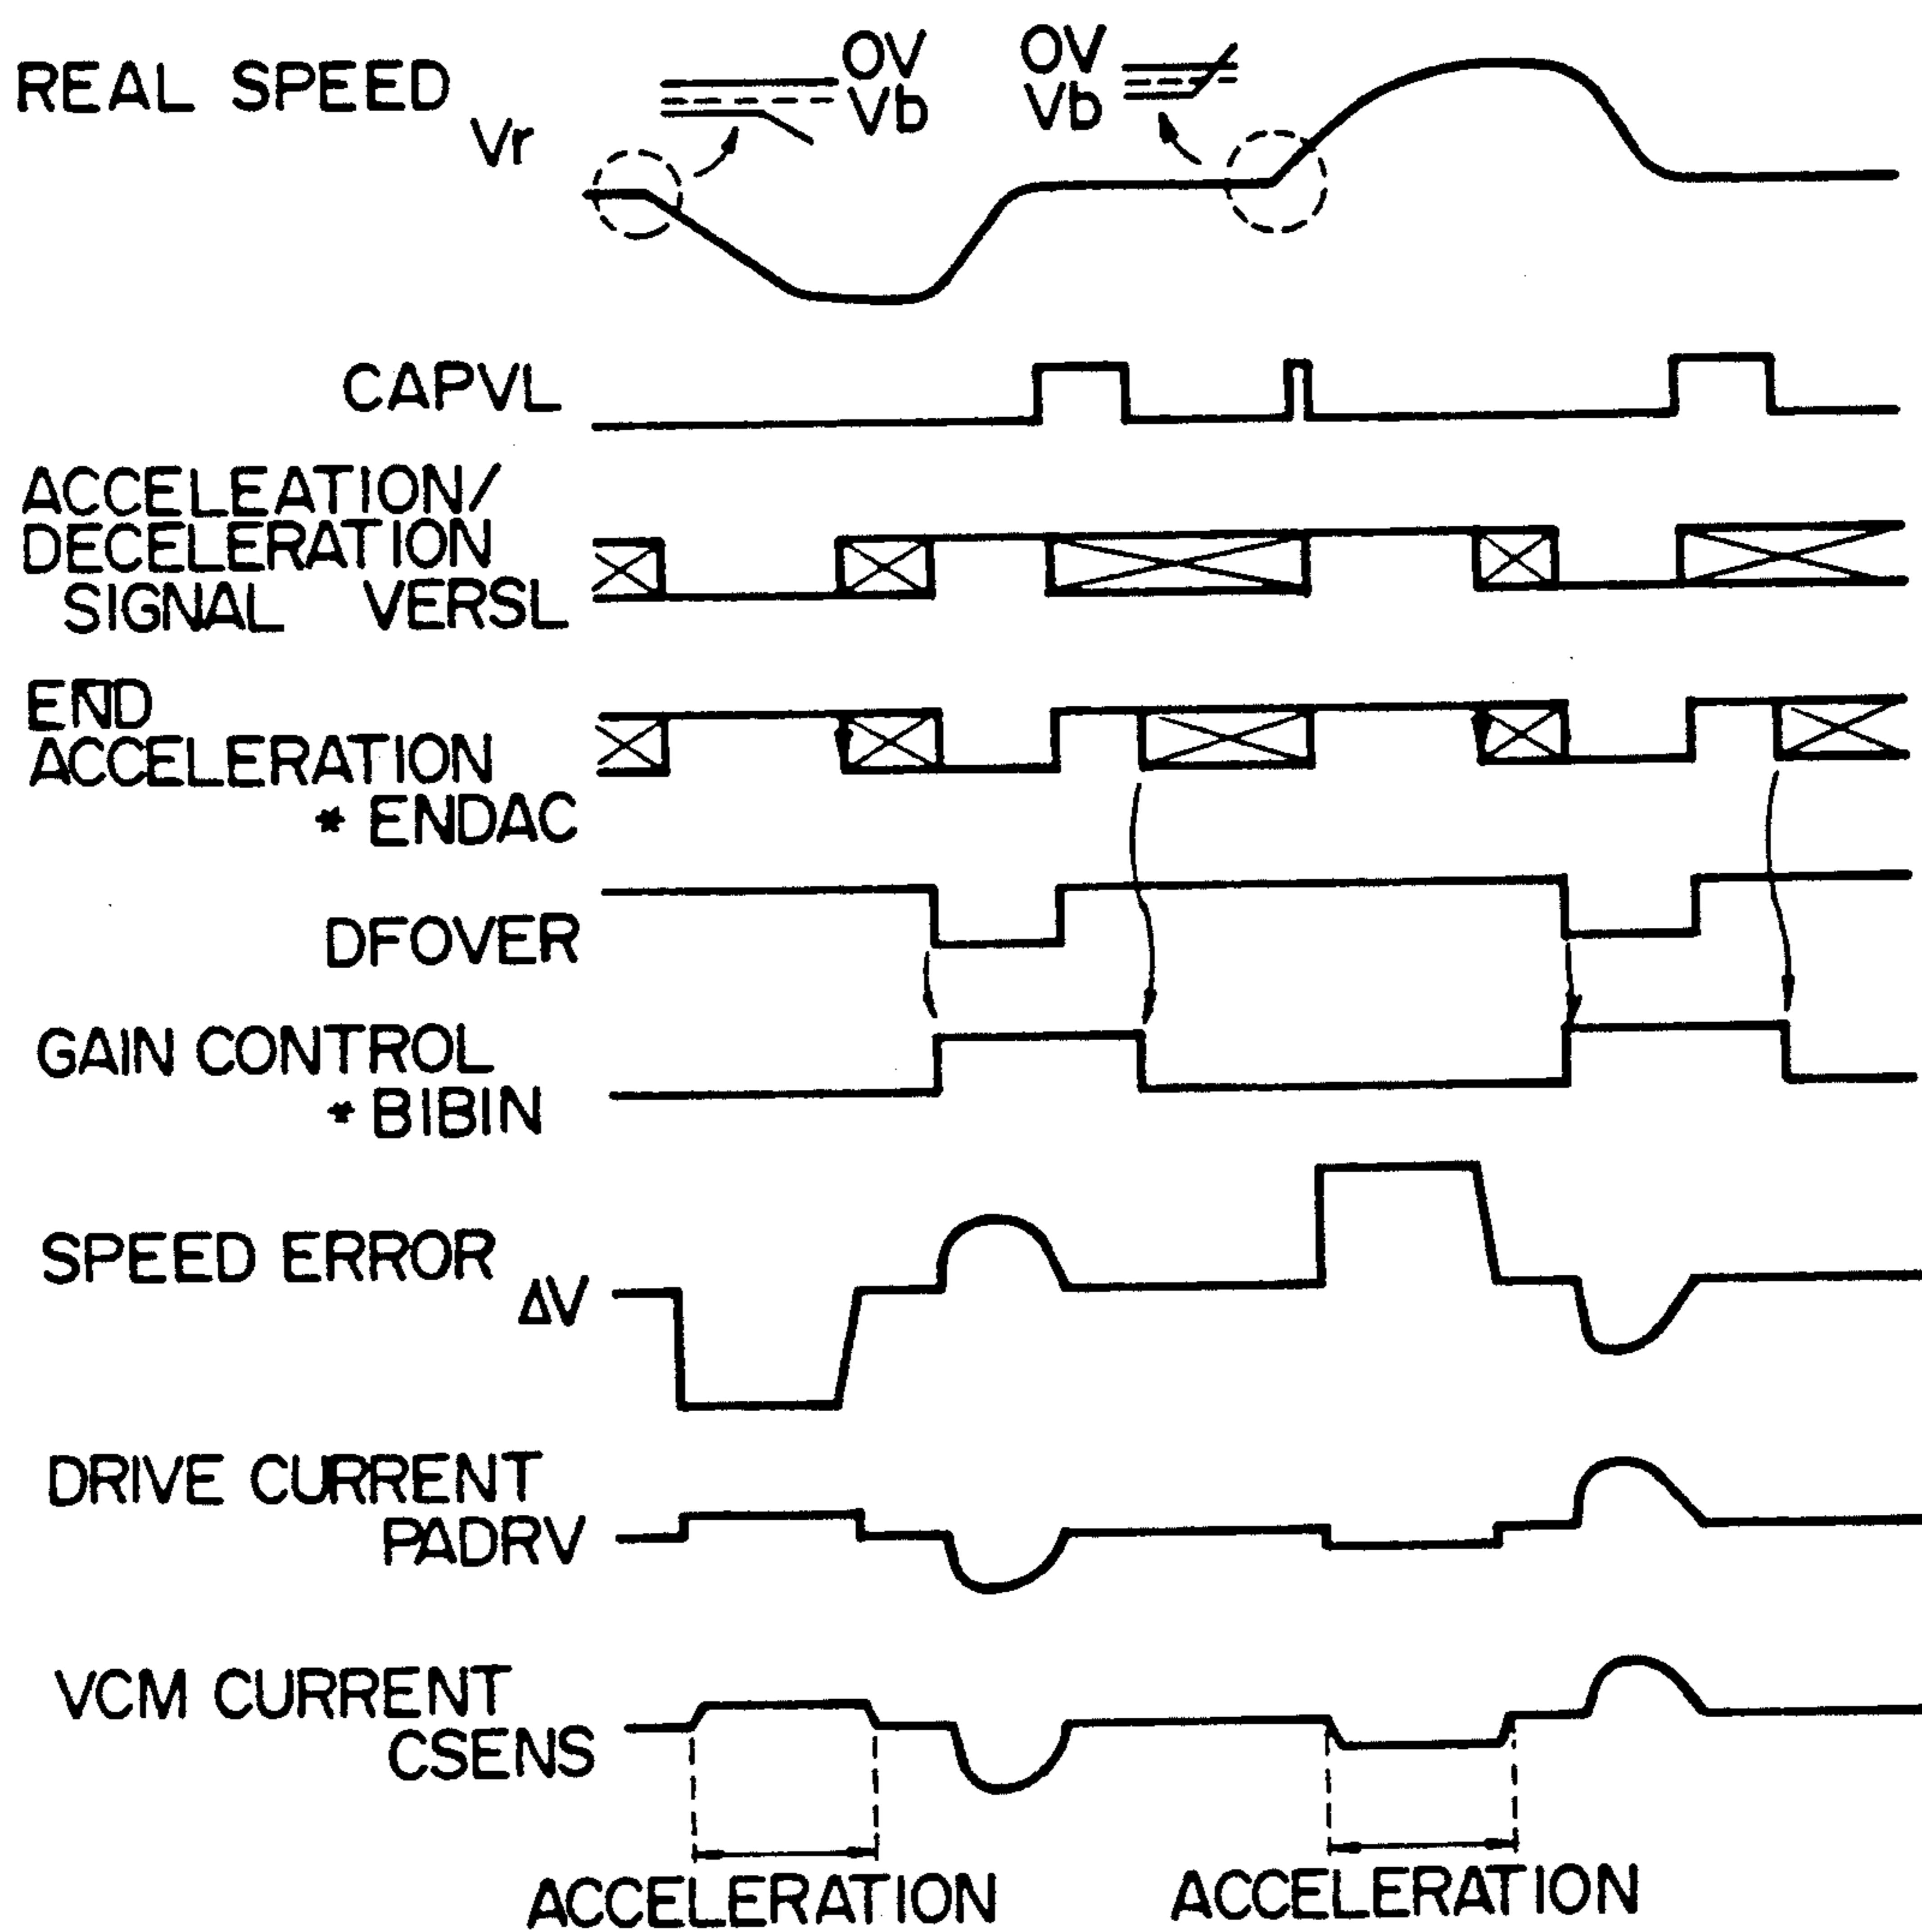 REAL SPEED
Vr
OV
Vb
OV
Vb
CAPVL
ACCELEATION/
DECELERATION
SIGNAL VERSL
END
ACCELERATION
* ENDAC
DFOVER
GAIN CONTROL
* BIBIN
SPEED ERROR
ΔV
DRIVE CURRENT
PADRV
VCM CURRENT
CSENS
ACCELERATION
ACCELERATION